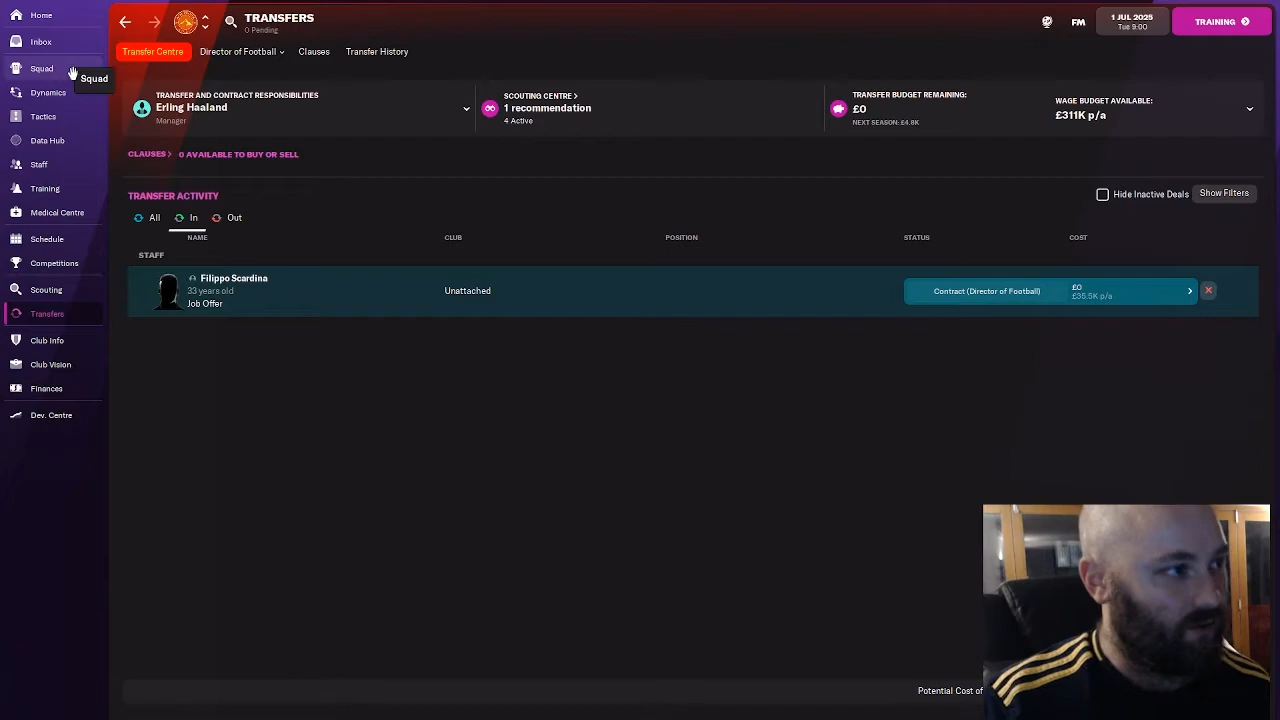 Home
TRANSFERS
0 Pending
FM
1 JUL 2025
Tue 9:00
TRAINING
Inbox
Transfer Centre
Director of Football
Clauses
Transfer History
Squad
Squad
Dynamics
Tactics
Data Hub
Staff
Training
Medical Centre
Schedule
Competitions
Scouting
Transfers
Club Info
Club Vision
Finances
Dev. Centre
TRANSFER AND CONTRACT RESPONSIBILITIES
Erling Haaland
Manager
SCOUTING CENTRE >
1 recommendation
4 Active
TRANSFER BUDGET REMAINING:
£0
NEXT SEASON: £4.8K
WAGE BUDGET AVAILABLE:
£311K p/a
CLAUSES > 0 AVAILABLE TO BUY OR SELL
TRANSFER ACTIVITY
Hide Inactive Deals
Show Filters
All
In
Out
NAME
CLUB
POSITION
STATUS
COST
STAFF
Filippo Scardina
33 years old
Job Offer
Unattached
Contract (Director of Football)
£0
£35.5K p/a
Potential Cost of